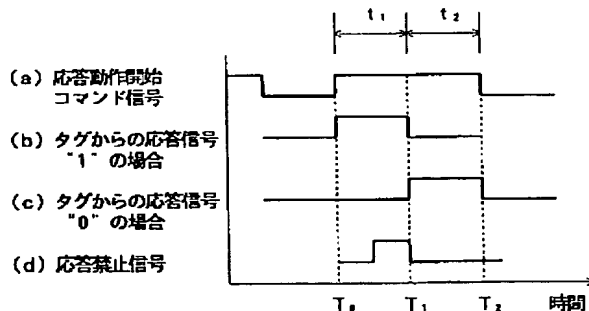 t₁ t₂
(a) 応答動作開始
コマンド信号
(b) タグからの応答信号
"1"の場合
(c) タグからの応答信号
"0"の場合
(d) 応答禁止信号
T₀ T₁ T₂ 時間